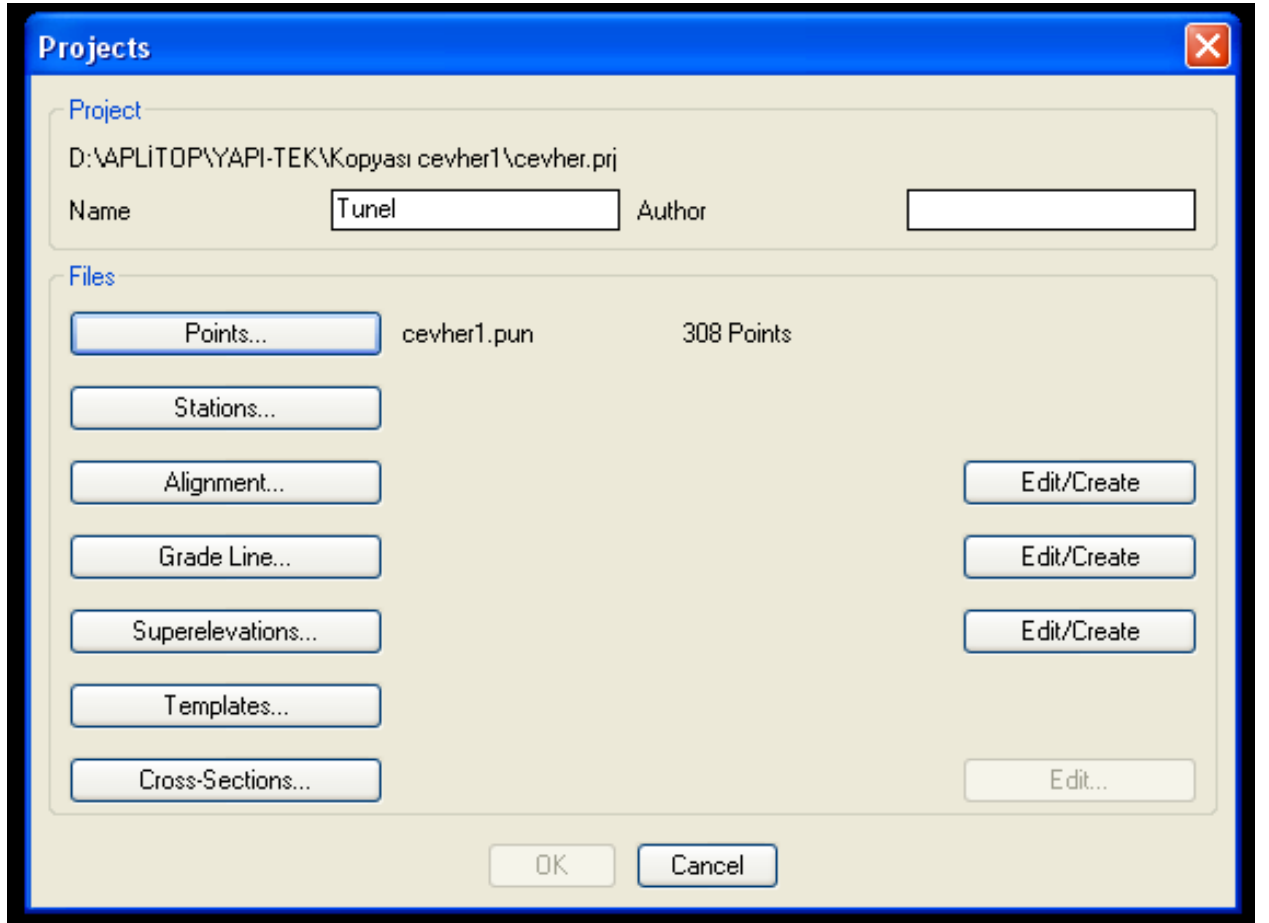 Projects
Project
D:\APLİTOP\YAPI-TEK\Kopyası cevher1\cevher.prj
Name Tunel Author
Files
Points... cevher1.pun 308 Points
Stations...
Alignment... Edit/Create
Grade Line... Edit/Create
Superelevations... Edit/Create
Templates...
Cross-Sections... Edit...
OK Cancel